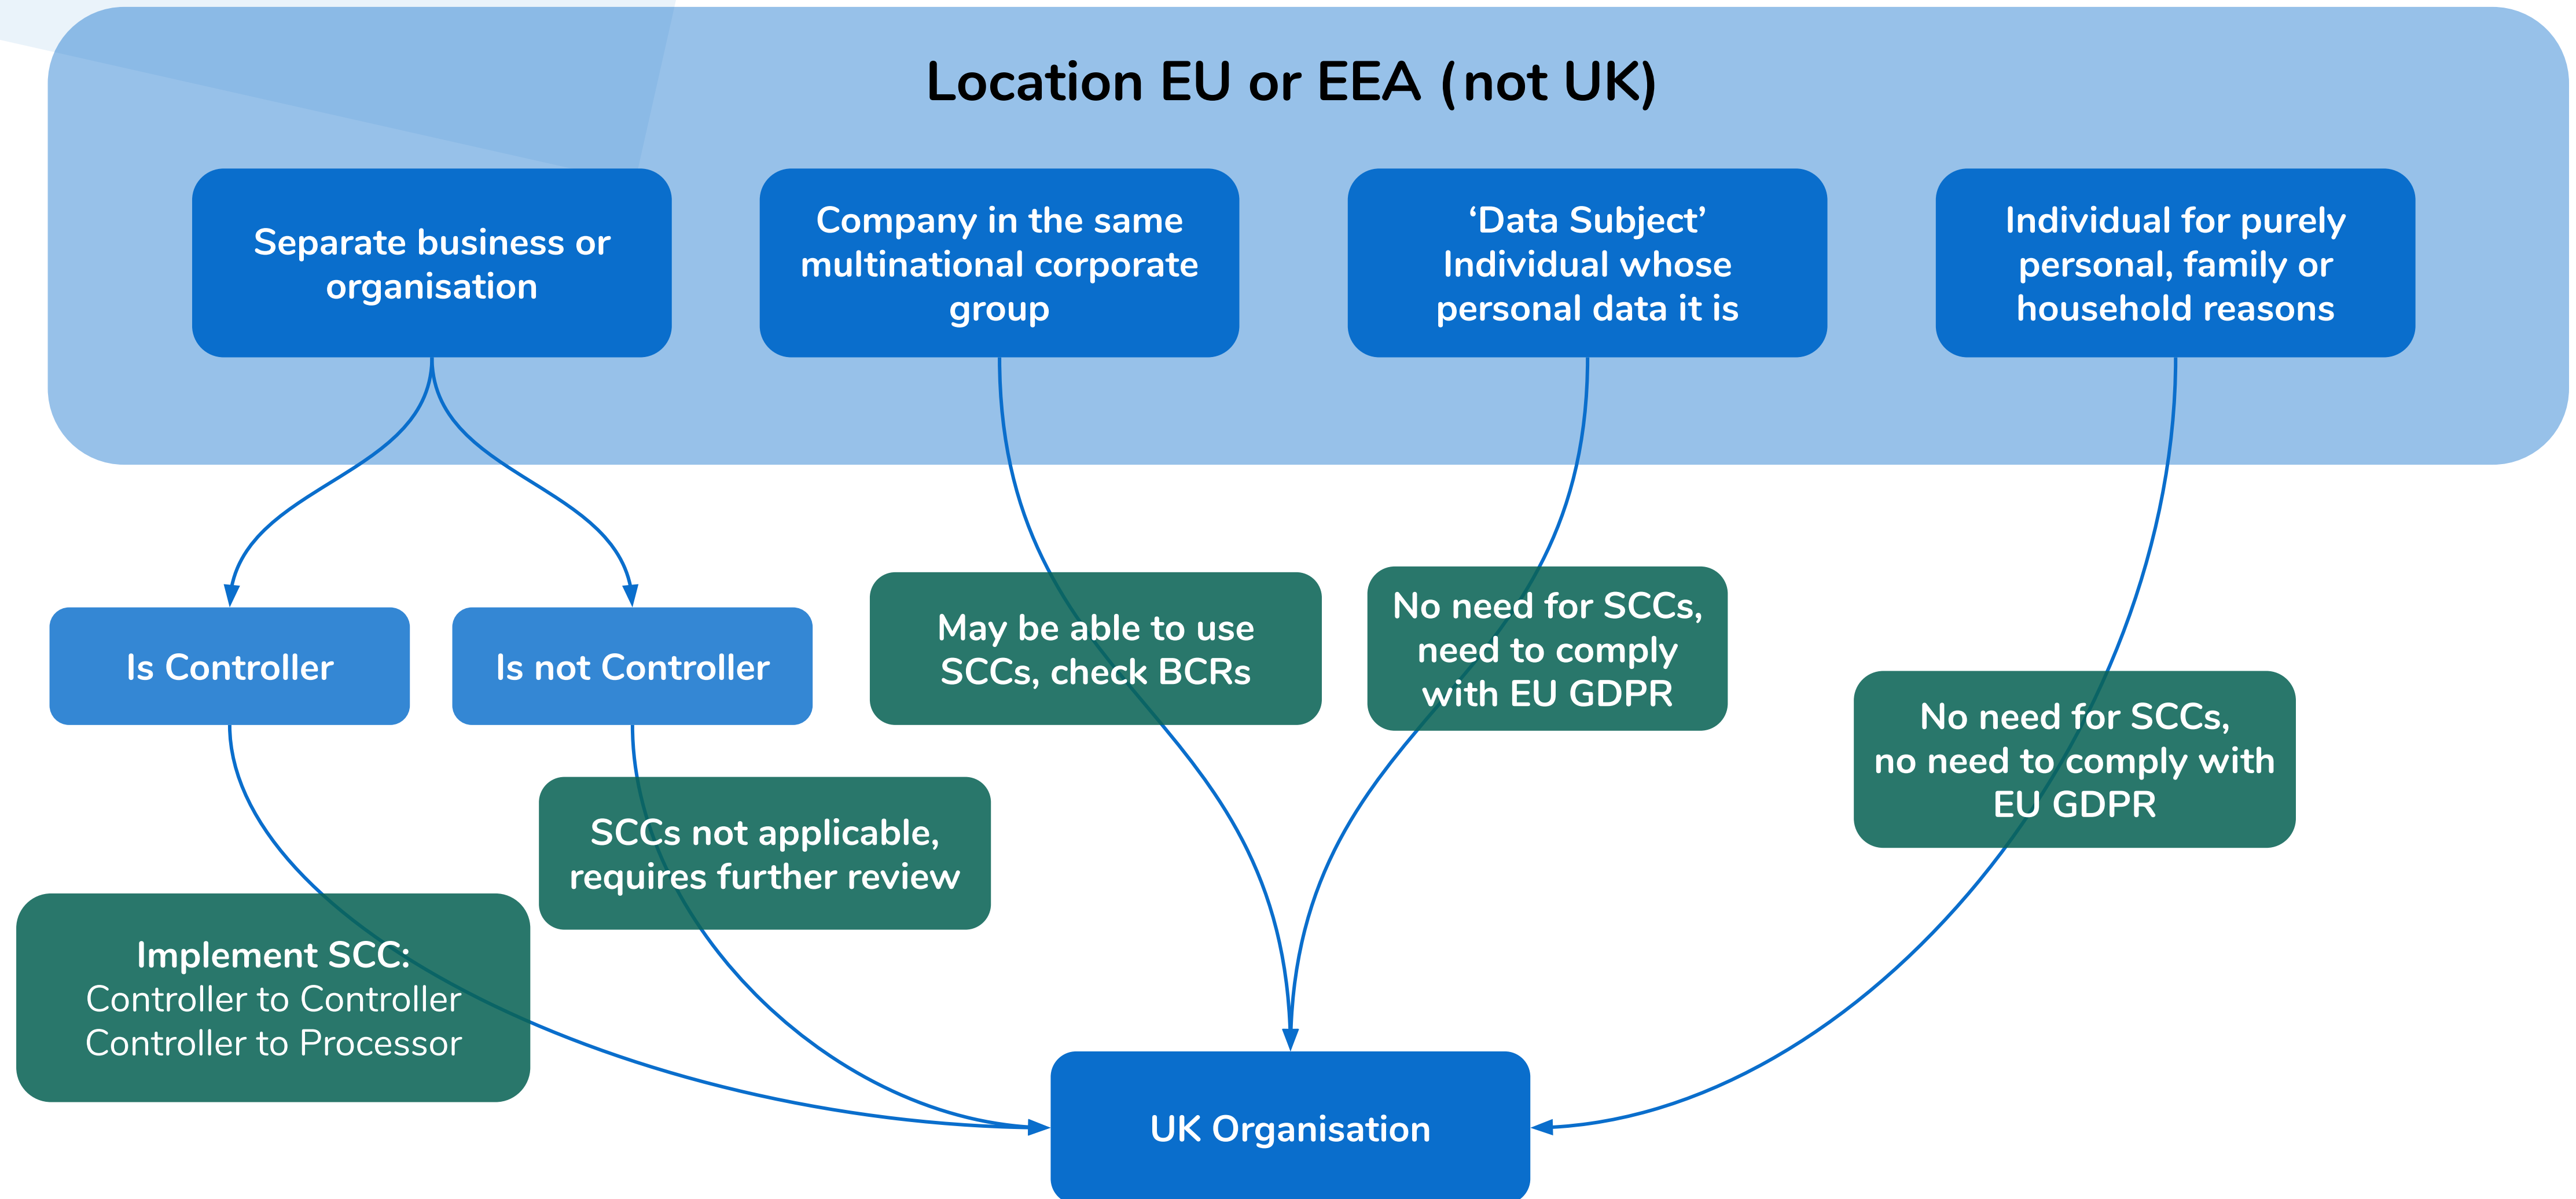 Location EU or EEA (not UK)
Separate business or
organisation
Company in the same
multinational corporate
group
‘Data Subject’
Individual whose
personal data it is
Individual for purely
personal, family or
household reasons
Is Controller
Is not Controller
May be able to use
SCCs, check BCRs
No need for SCCs,
need to comply
with EU GDPR
No need for SCCs,
no need to comply with
EU GDPR
SCCs not applicable,
requires further review
Implement SCC:
Controller to Controller
Controller to Processor
UK Organisation